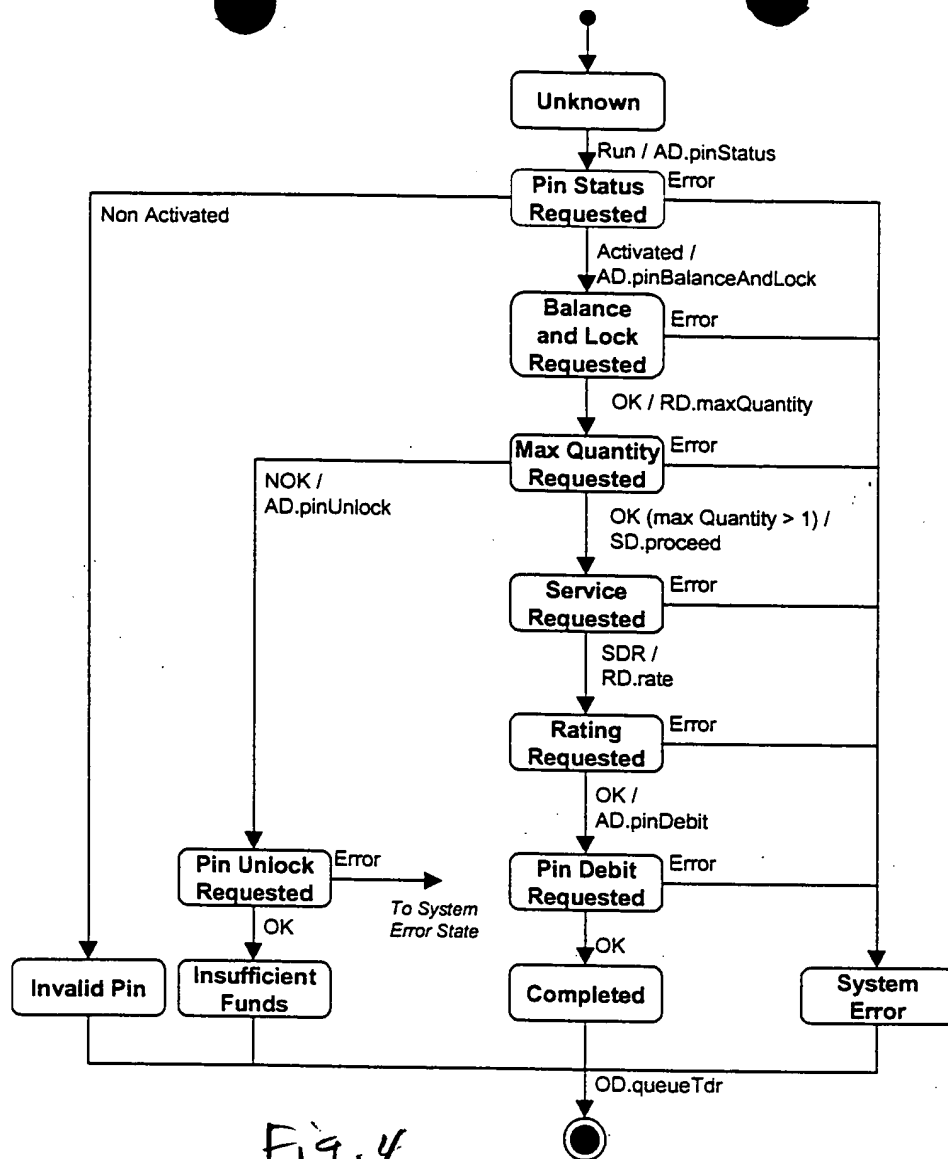 Unknown
Run / AD.pinStatus
Pin Status
Requested
Error
Non Activated
Activated /
AD.pinBalanceAndLock
Balance
and Lock
Requested
Error
OK / RD.maxQuantity
Max Quantity
Requested
Error
NOK /
AD.pinUnlock
OK (max Quantity > 1) /
SD.proceed
Service
Requested
Error
SDR /
RD.rate
Rating
Requested
Error
OK /
AD.pinDebit
Pin Unlock
Requested
Error
To System
Error State
Pin Debit
Requested
Error
OK
OK
Invalid Pin
Insufficient
Funds
Completed
System
Error
OD.queueTdr
Fig. 4